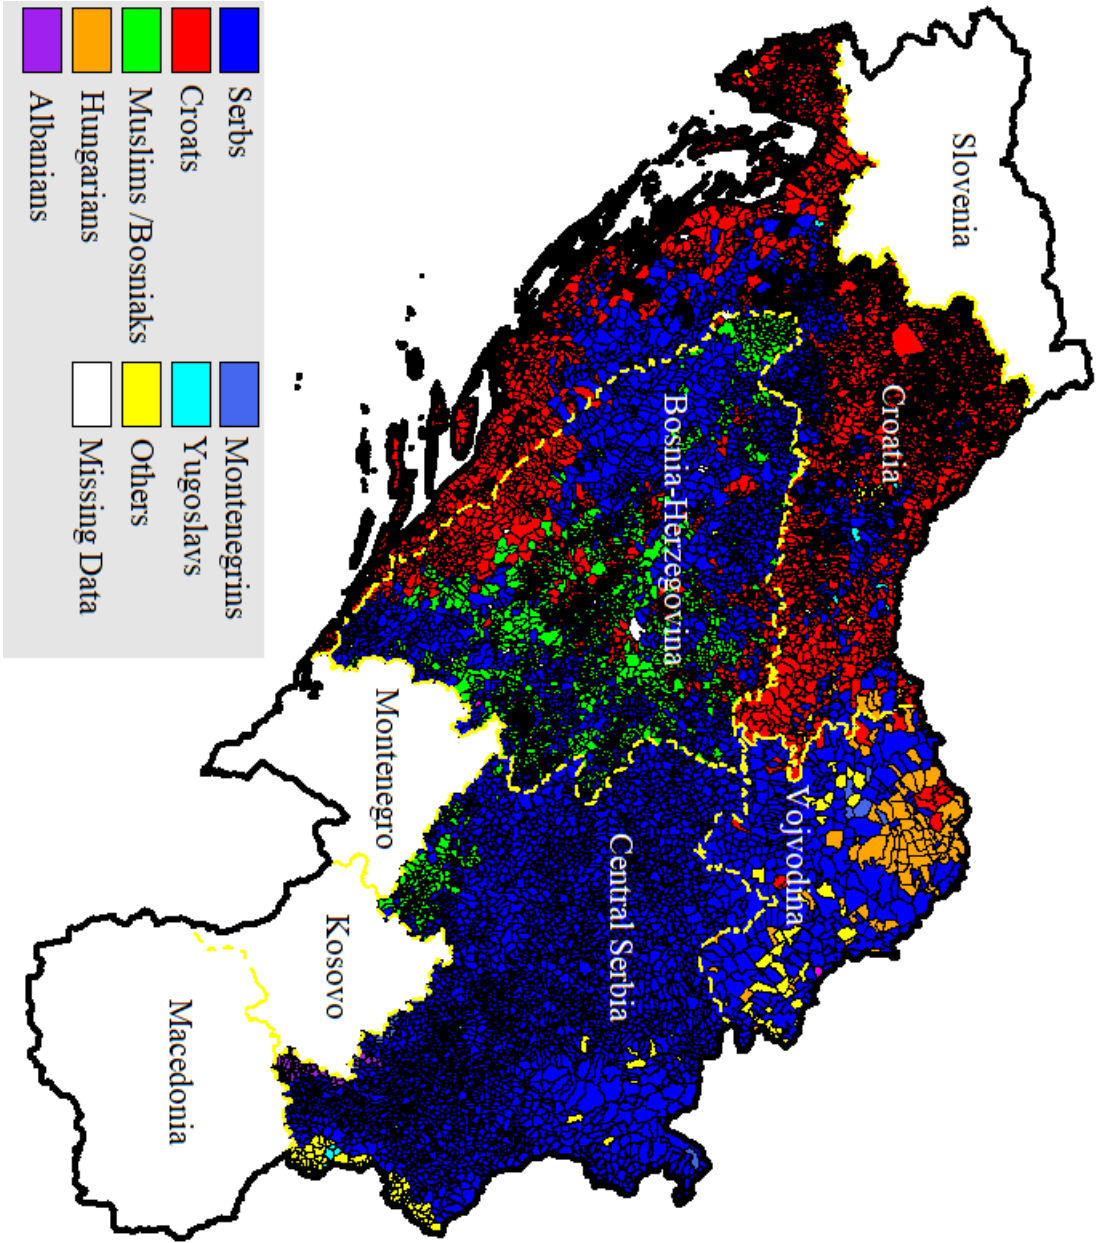 Slovenia
Croatia
Bosnia-Herzegovina
Vojvodina
Central Serbia
Montenegro
Kosovo
Macedonia
Serbs
Croats
Muslims /Bosniaks
Hungarians
Albanians
Montenegrins
Yugoslavs
Others
Missing Data